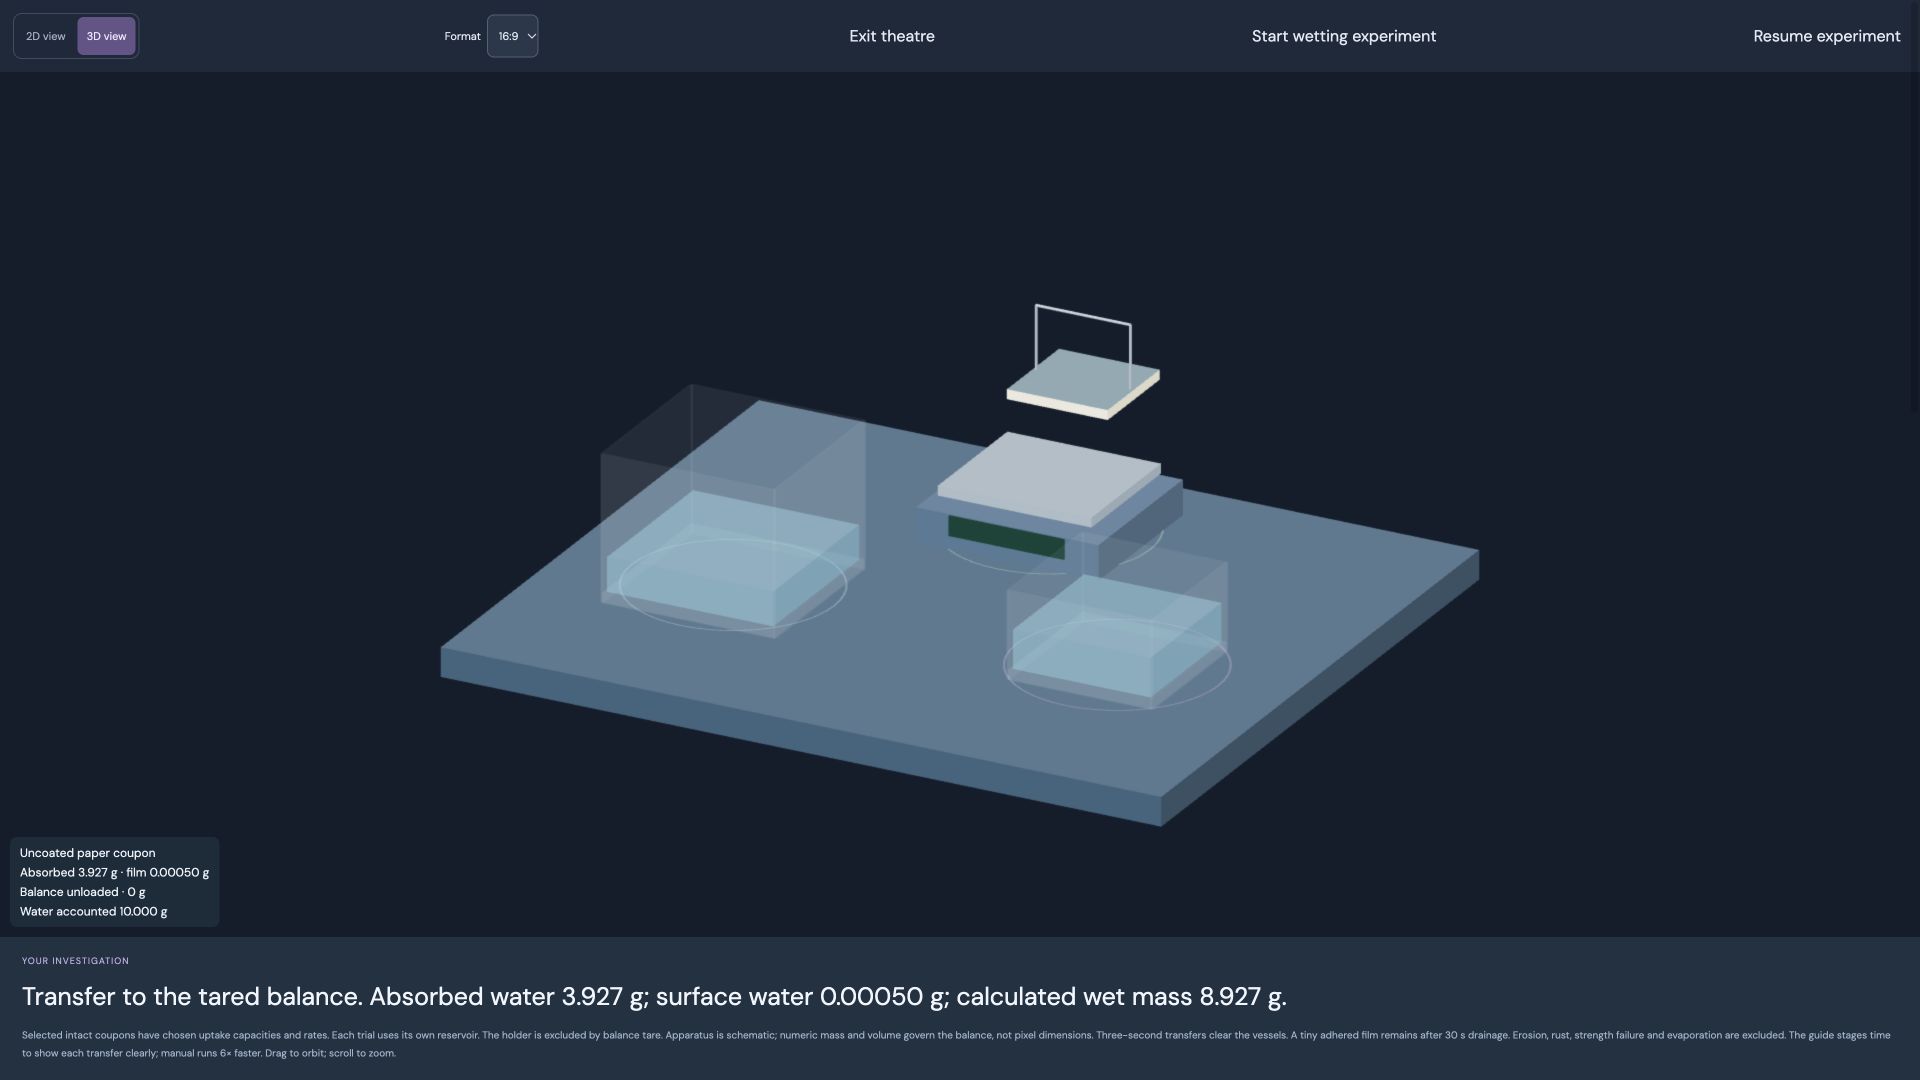 2D view
3D view
Format
16:9
Exit theatre
Start wetting experiment
Resume experiment
Uncoated paper coupon
Absorbed 3.927 g · film 0.00050 g
Balance unloaded · 0 g
Water accounted 10.000 g
YOUR INVESTIGATION
Transfer to the tared balance. Absorbed water 3.927 g; surface water 0.00050 g; calculated wet mass 8.927 g.
Selected intact coupons have chosen uptake capacities and rates. Each trial uses its own reservoir. The holder is excluded by balance tare. Apparatus is schematic; numeric mass and volume govern the balance, not pixel dimensions. Three-second transfers clear the vessels. A tiny adhered film remains after 30 s drainage. Erosion, rust, strength failure and evaporation are excluded. The guide stages time
to show each transfer clearly; manual runs 6× faster. Drag to orbit; scroll to zoom.